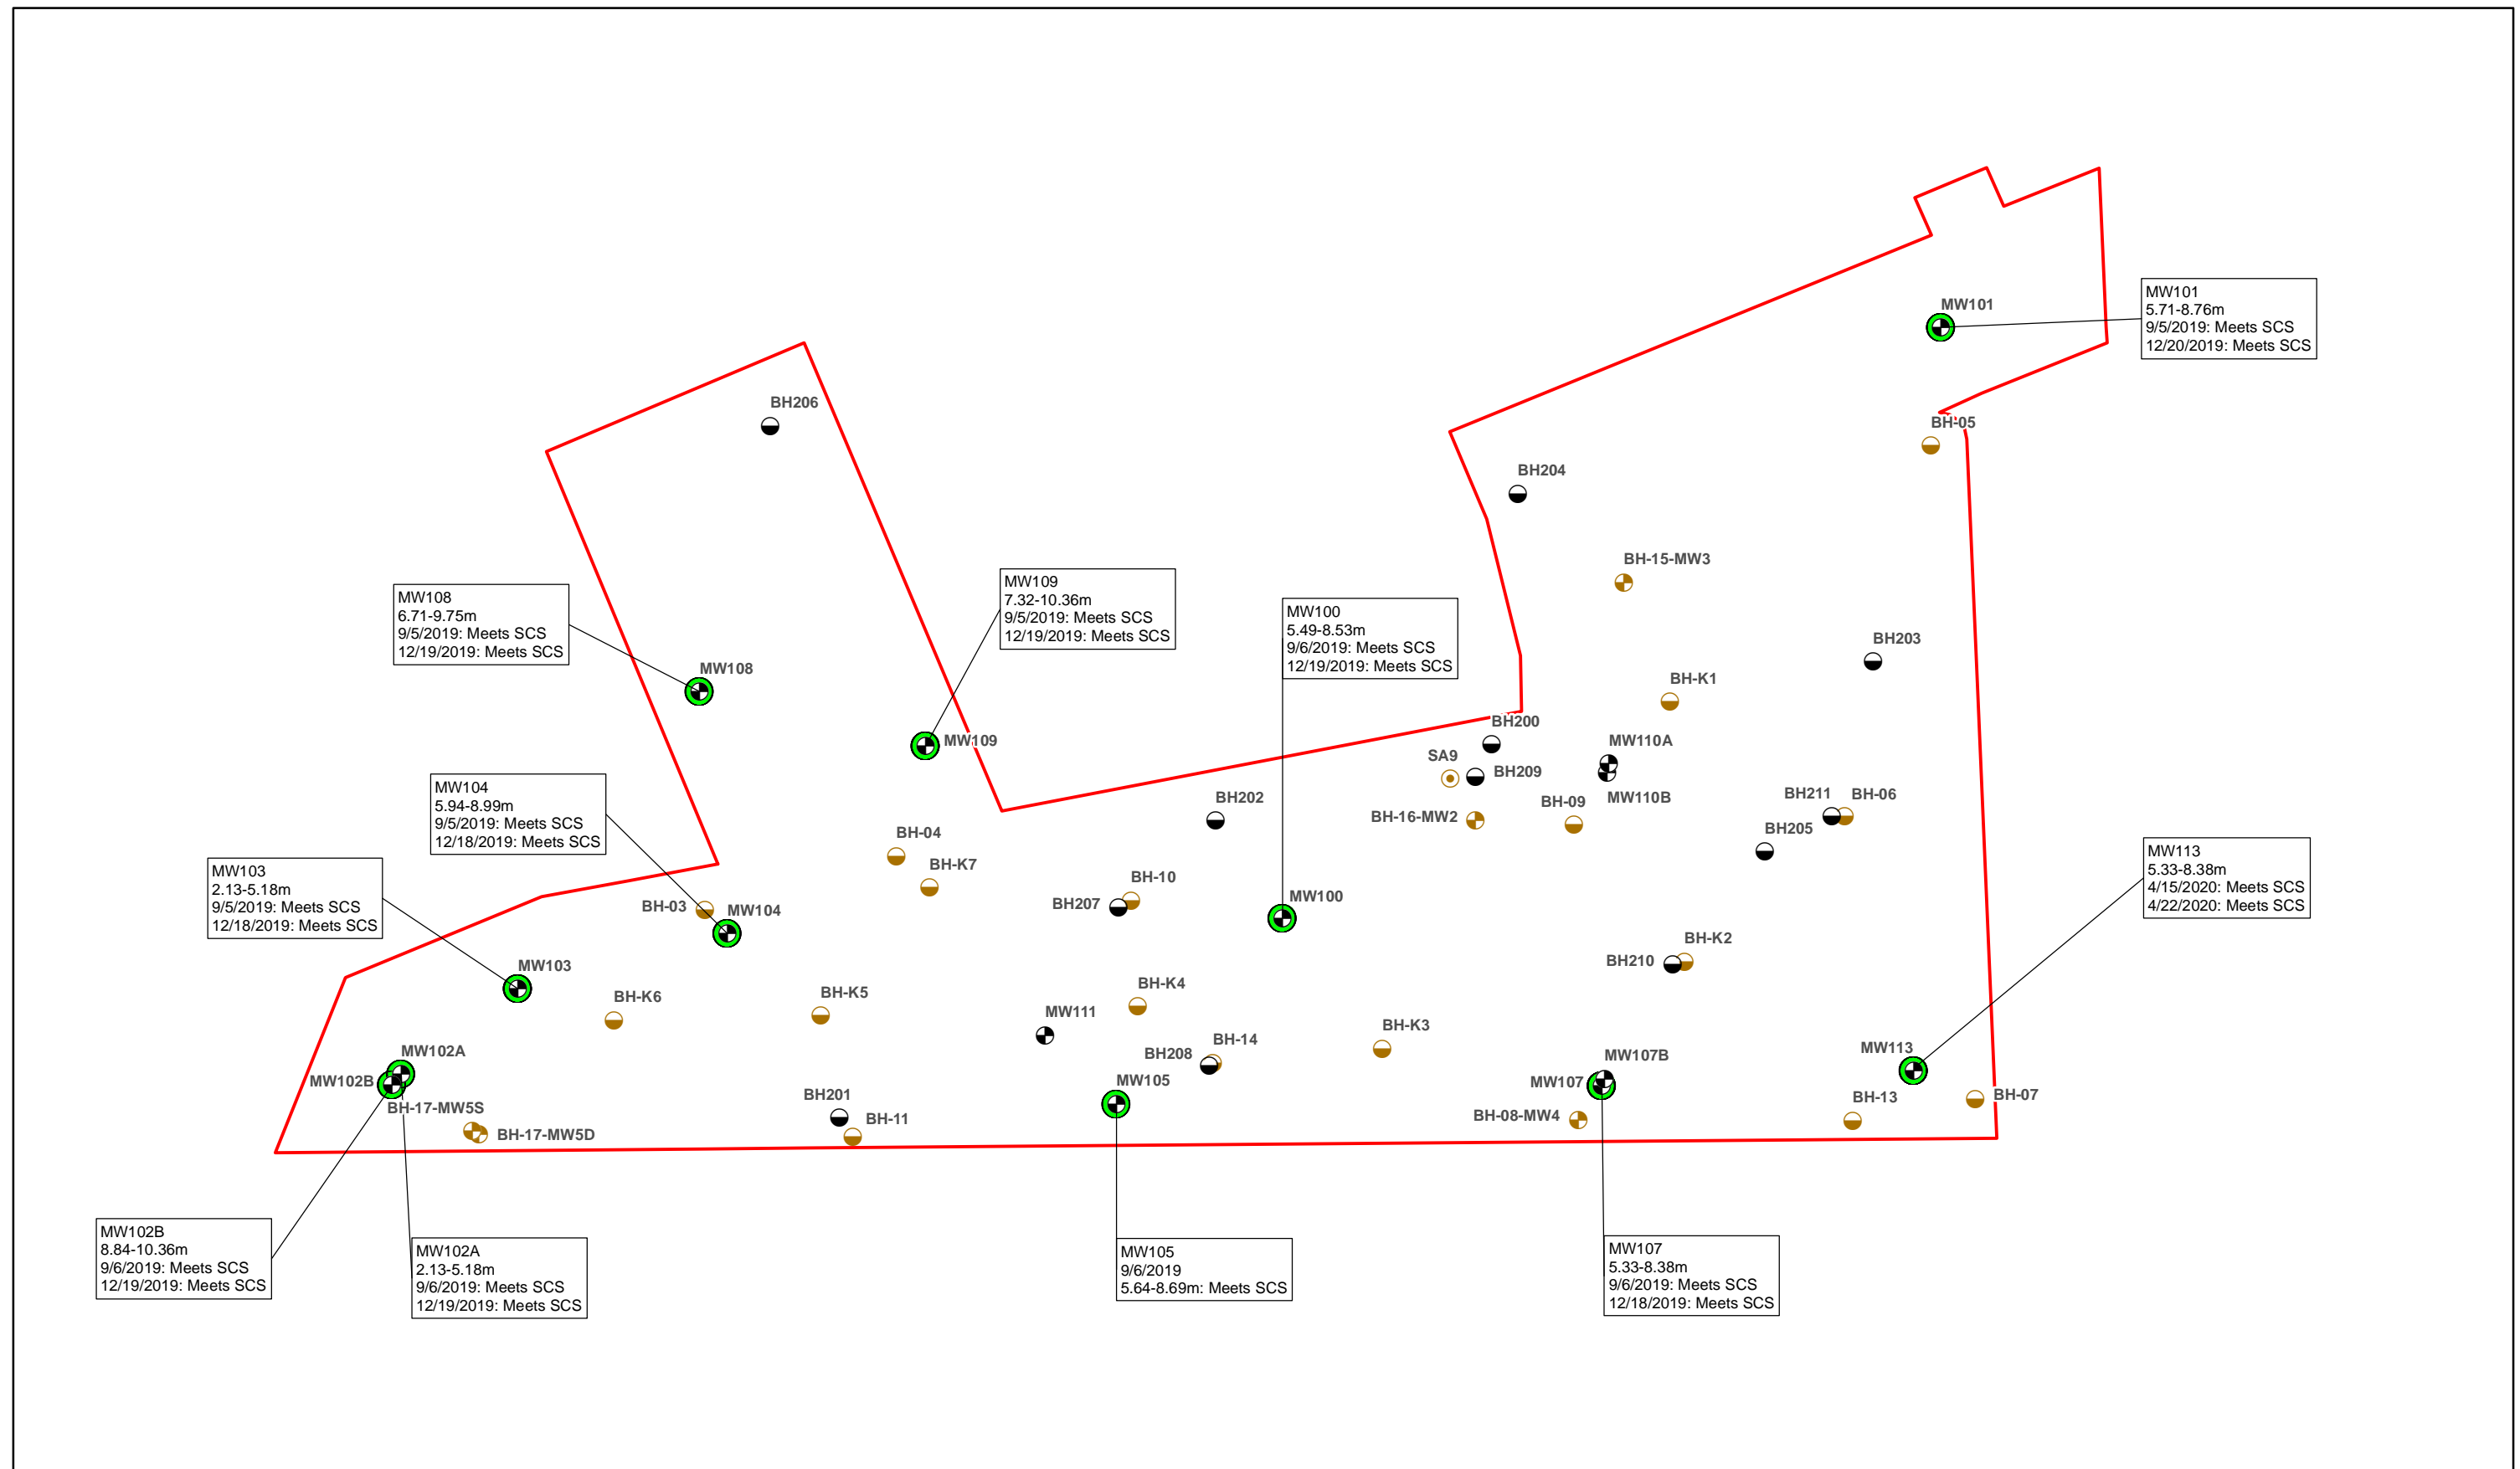 MW101
MW101
5.71-8.76m
9/5/2019: Meets SCS
12/20/2019: Meets SCS
BH206
BH-05
BH204
BH-15-MW3
MW109
7.32-10.36m
9/5/2019: Meets SCS
12/19/2019: Meets SCS
MW108
6.71-9.75m
9/5/2019: Meets SCS
12/19/2019: Meets SCS
MW100
5.49-8.53m
9/6/2019: Meets SCS
12/19/2019: Meets SCS
BH203
MW108
BH-K1
BH200
MW109
MW110A
SA9
BH209
MW110B
MW104
5.94-8.99m
9/5/2019: Meets SCS
12/18/2019: Meets SCS
BH202
BH-16-MW2
BH-09
BH211
BH-06
BH205
BH-04
BH-K7
MW113
5.33-8.38m
4/15/2020: Meets SCS
4/22/2020: Meets SCS
MW103
2.13-5.18m
9/5/2019: Meets SCS
12/18/2019: Meets SCS
BH-03
MW104
BH-10
BH207
MW100
BH-K2
BH210
MW103
BH-K6
BH-K5
BH-K4
MW111
BH-K3
BH-14
BH208
MW102A
MW102B
MW107B
MW107
MW113
MW105
BH-17-MW5S
BH-17-MW5D
BH201
BH-11
BH-08-MW4
BH-13
BH-07
MW102B
8.84-10.36m
9/6/2019: Meets SCS
12/19/2019: Meets SCS
MW102A
2.13-5.18m
9/6/2019: Meets SCS
12/19/2019: Meets SCS
MW105
9/6/2019
5.64-8.69m: Meets SCS
MW107
5.33-8.38m
9/6/2019: Meets SCS
12/18/2019: Meets SCS